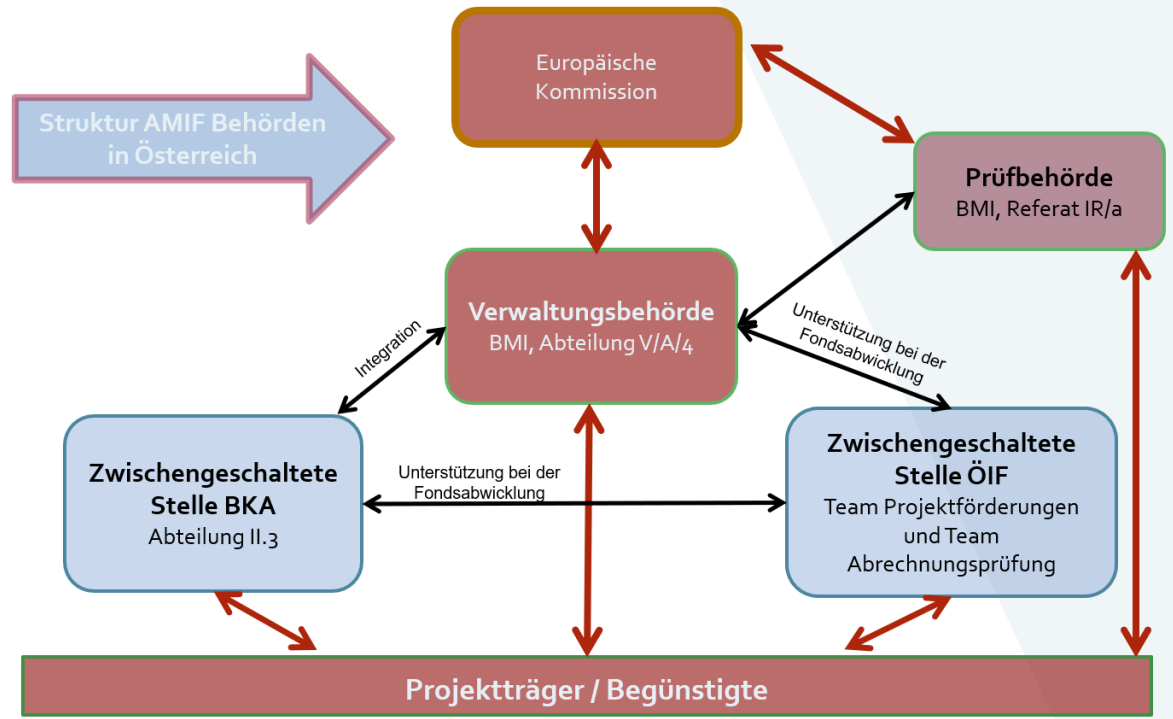 Europäische
Kommission
Struktur AMIF Behörden
in Österreich
Prüfbehörde
BMI, Referat IR/a
Verwaltungsbehörde
BMI, Abteilung V/A/4
Integration
Unterstützung bei der
Fondsabwicklung
Zwischengeschaltete
Stelle BKA
Abteilung II.3
Unterstützung bei der
Fondsabwicklung
Zwischengeschaltete
Stelle ÖIF
Team Projektförderungen
und Team
Abrechnungsprüfung
Projektträger / Begünstigte